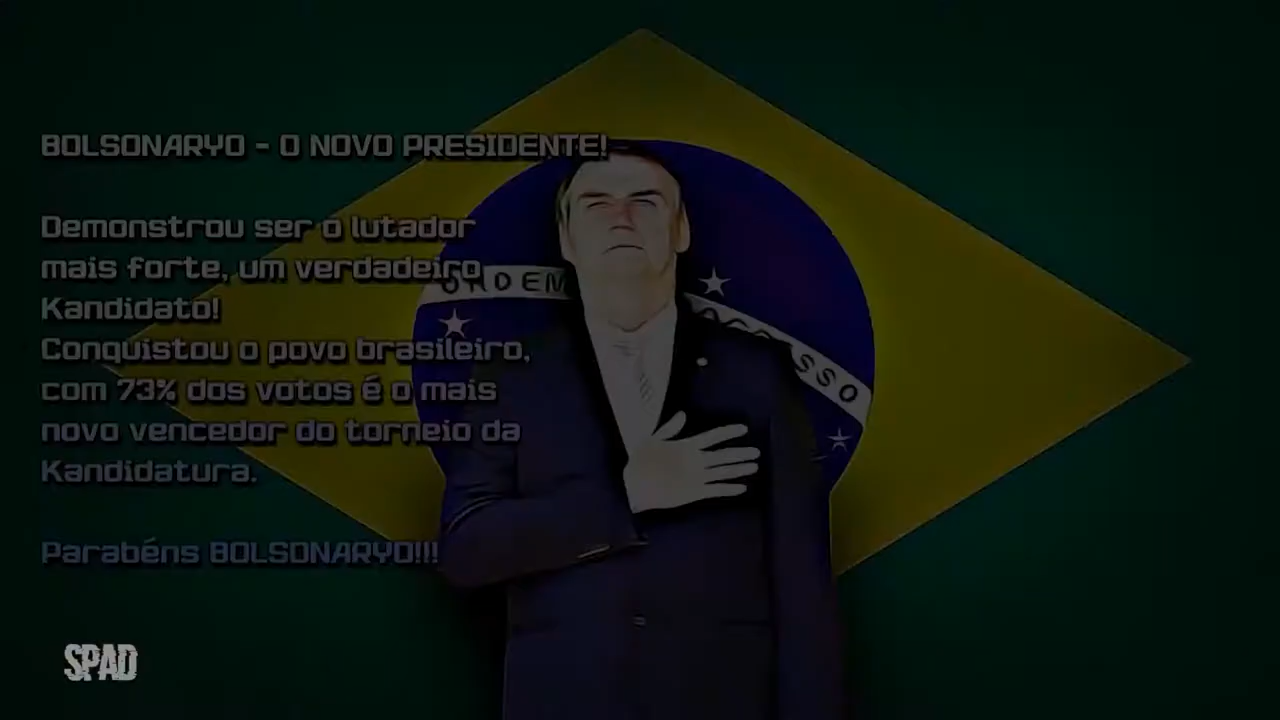 BOLSONARYO - O NOVO PRESIDENTE!
Demonstrou ser o lutador
mais forte, um verdadeiro
Kandidato!
Conquistou o povo brasileiro,
com 73% dos votos é o mais
novo vencedor do torneio da
Kandidatura.
Parabéns BOLSONARYO!!!
ORDEM
SPAD